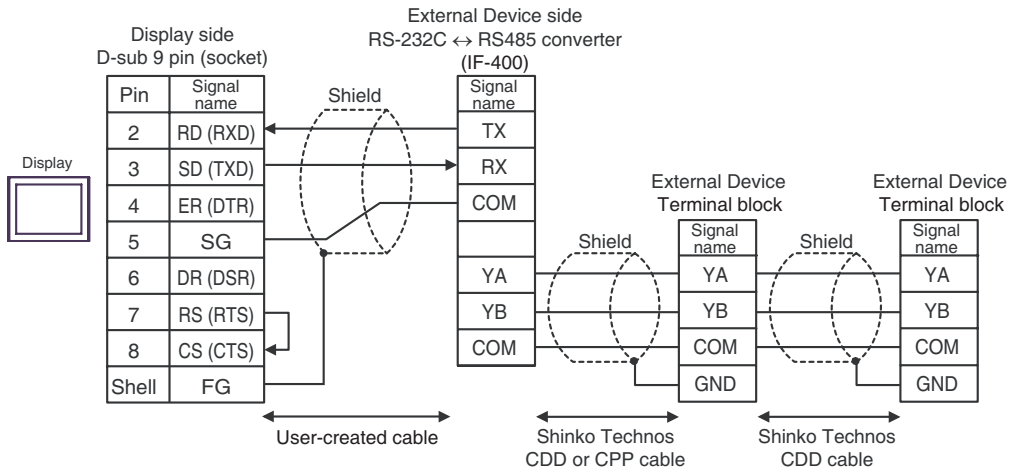 External Device side
RS-232C ↔ RS485 converter
(IF-400)
Display side
D-sub 9 pin (socket)
Pin
Signal
name
2
RD (RXD)
3
SD (TXD)
4
ER (DTR)
5
SG
6
DR (DSR)
7
RS (RTS)
8
CS (CTS)
Shell
FG
Display
Shield
Signal
name
TX
RX
COM
YA
YB
COM
Shield
External Device
Terminal block
Signal
name
YA
YB
COM
GND
Shield
External Device
Terminal block
Signal
name
YA
YB
COM
GND
User-created cable
Shinko Technos
CDD or CPP cable
Shinko Technos
CDD cable